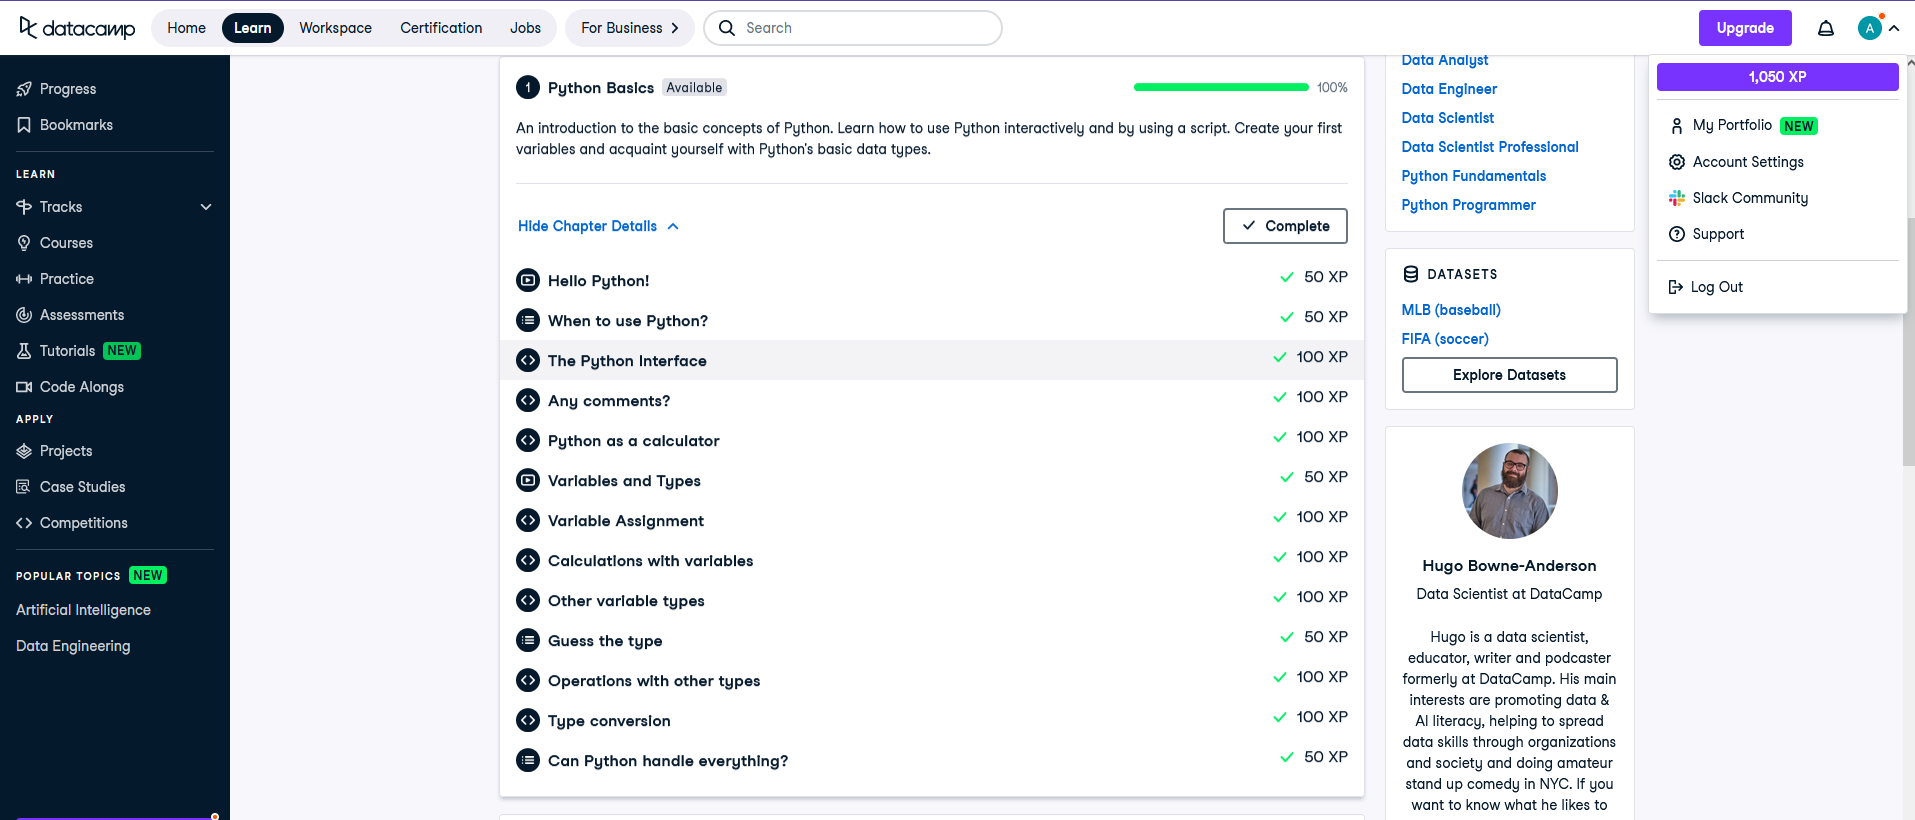 datacamp
Home
Learn
Workspace
Certification
Jobs
For Business
Search
Upgrade
A
Progress
Bookmarks
LEARN
Tracks
Courses
Practice
Assessments
Tutorials NEW
Code Alongs
APPLY
Projects
Case Studies
Competitions
POPULAR TOPICS NEW
Artificial Intelligence
Data Engineering
1 Python Basics Available
100%
An introduction to the basic concepts of Python. Learn how to use Python interactively and by using a script. Create your first
variables and acquaint yourself with Python's basic data types.
Hide Chapter Details
Complete
Hello Python! 50 XP
When to use Python? 50 XP
The Python Interface 100 XP
Any comments? 100 XP
Python as a calculator 100 XP
Variables and Types 50 XP
Variable Assignment 100 XP
Calculations with variables 100 XP
Other variable types 100 XP
Guess the type 50 XP
Operations with other types 100 XP
Type conversion 100 XP
Can Python handle everything? 50 XP
Data Analyst
Data Engineer
Data Scientist
Data Scientist Professional
Python Fundamentals
Python Programmer
DATASETS
MLB (baseball)
FIFA (soccer)
Explore Datasets
Hugo Bowne-Anderson
Data Scientist at DataCamp
Hugo is a data scientist,
educator, writer and podcaster
formerly at DataCamp. His main
interests are promoting data &
AI literacy, helping to spread
data skills through organizations
and society and doing amateur
stand up comedy in NYC. If you
want to know what he likes to
1,050 XP
My Portfolio NEW
Account Settings
Slack Community
Support
Log Out